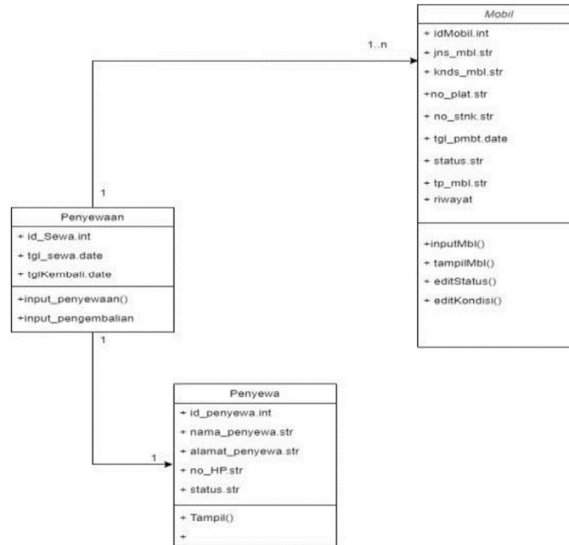 Mobil
+ idMobil.int
+ jns_mbl.str
+ knds_mbl.str
+no_plat.str
+ no_stnk.str
+ tgl_pmbt.date
+ status.str
+ tp_mbl.str
+ riwayat
+inputMbl()
+ tampilMbl()
+ editStatus()
+ editKondisi()
1..n
1
Penyewaan
+ id_Sewa.int
+ tgl_sewa.date
+ tglKembali.date
+input_penyewaan()
+input_pengembalian
1
1
Penyewa
+ id_penyewa.int
+ nama_penyewa.str
+ alamat_penyewa.str
+ no_HP.str
+ status.str
+ Tampil()
+